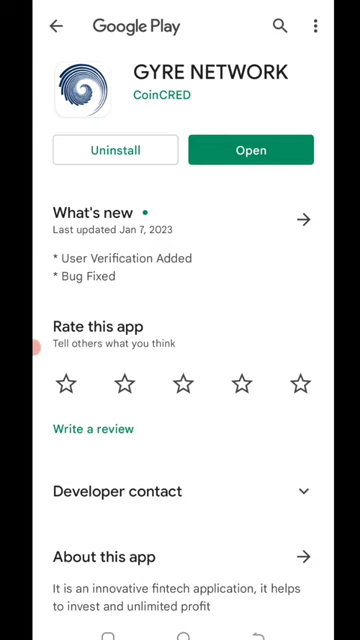 Google Play
GYRE NETWORK
CoinCRED
Uninstall
Open
What's new
Last updated Jan 7, 2023
* User Verification Added
* Bug Fixed
Rate this app
Tell others what you think
Write a review
Developer contact
About this app
It is an innovative fintech application, it helps
to invest and unlimited profit